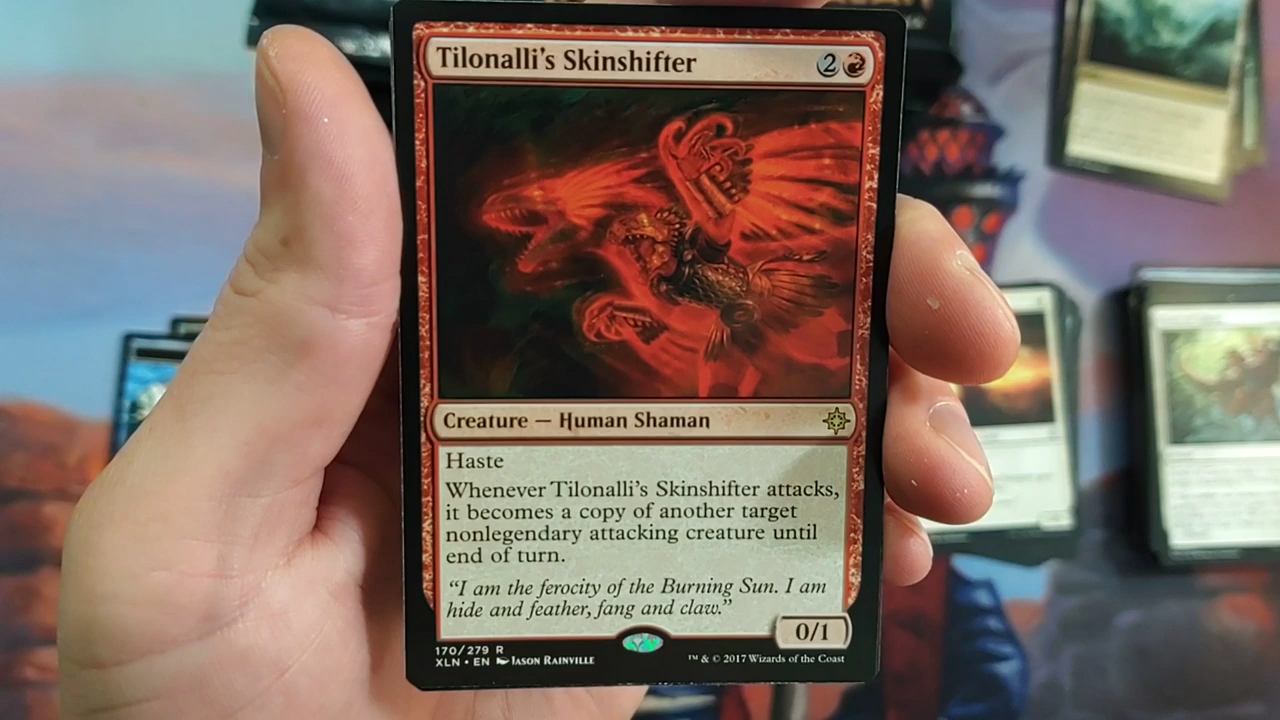 Tilonalli's Skinshifter 2
Creature — Human Shaman
Haste
Whenever Tilonalli's Skinshifter attacks,
it becomes a copy of another target
nonlegendary attacking creature until
end of turn.
“I am the ferocity of the Burning Sun. I am
hide and feather, fang and claw.”
0/1
170/279 R
XLN • EN JASON RAINVILLE
™ & © 2017 Wizards of the Coast